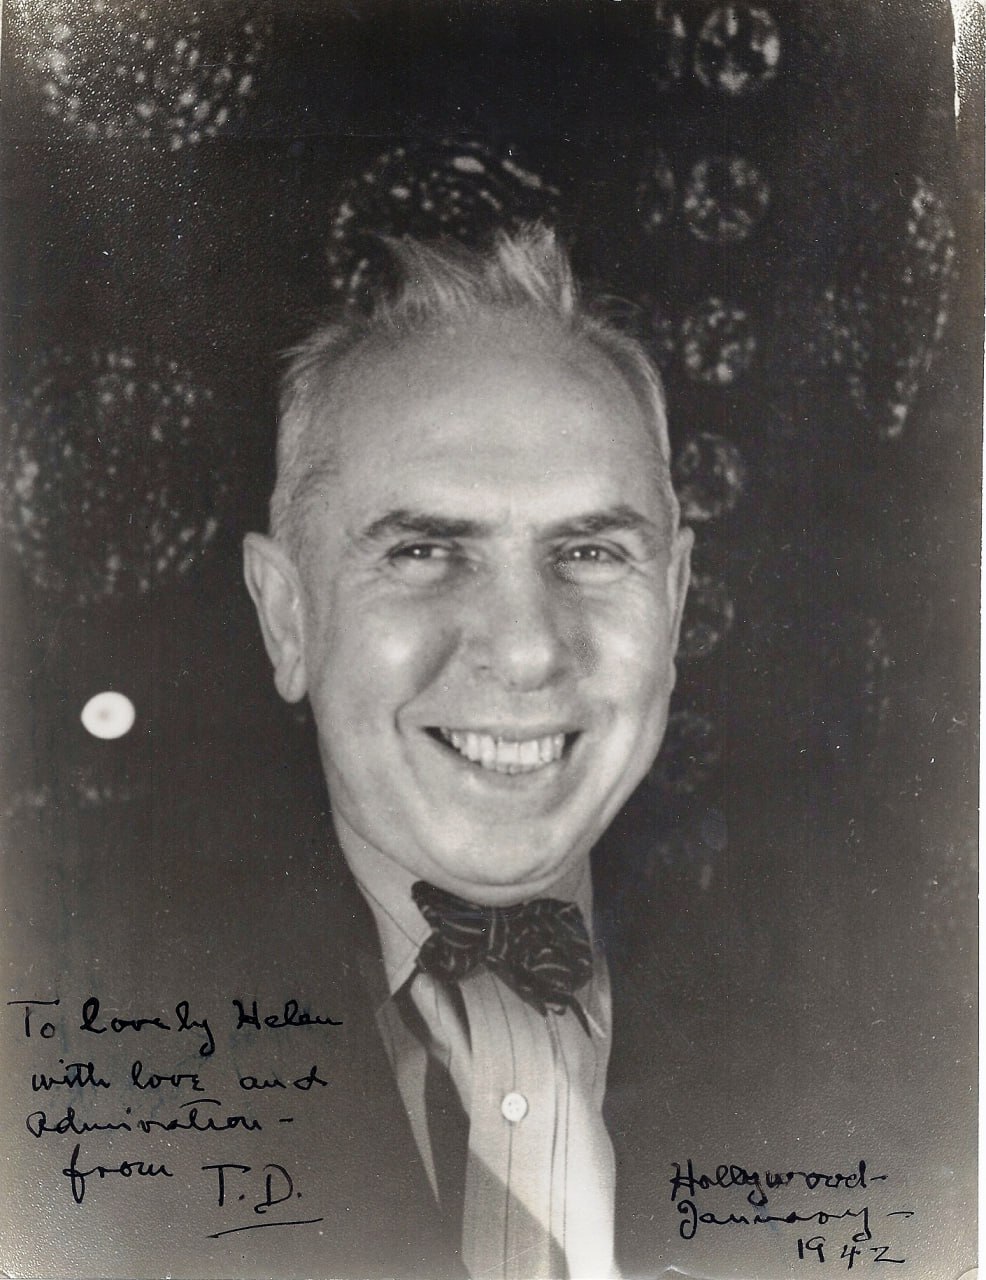 To lovely Helen
with love and
admiration -
from T.D.
Hollywood -
January -
1942